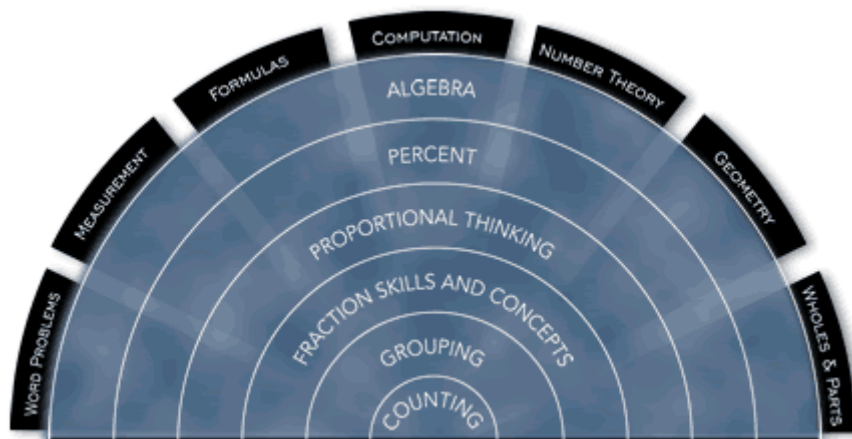 WORD PROBLEMS
MEASUREMENT
FORMULAS
COMPUTATION
NUMBER THEORY
GEOMETRY
WHOLES & PARTS
ALGEBRA
PERCENT
PROPORTIONAL THINKING
FRACTION SKILLS AND CONCEPTS
GROUPING
COUNTING